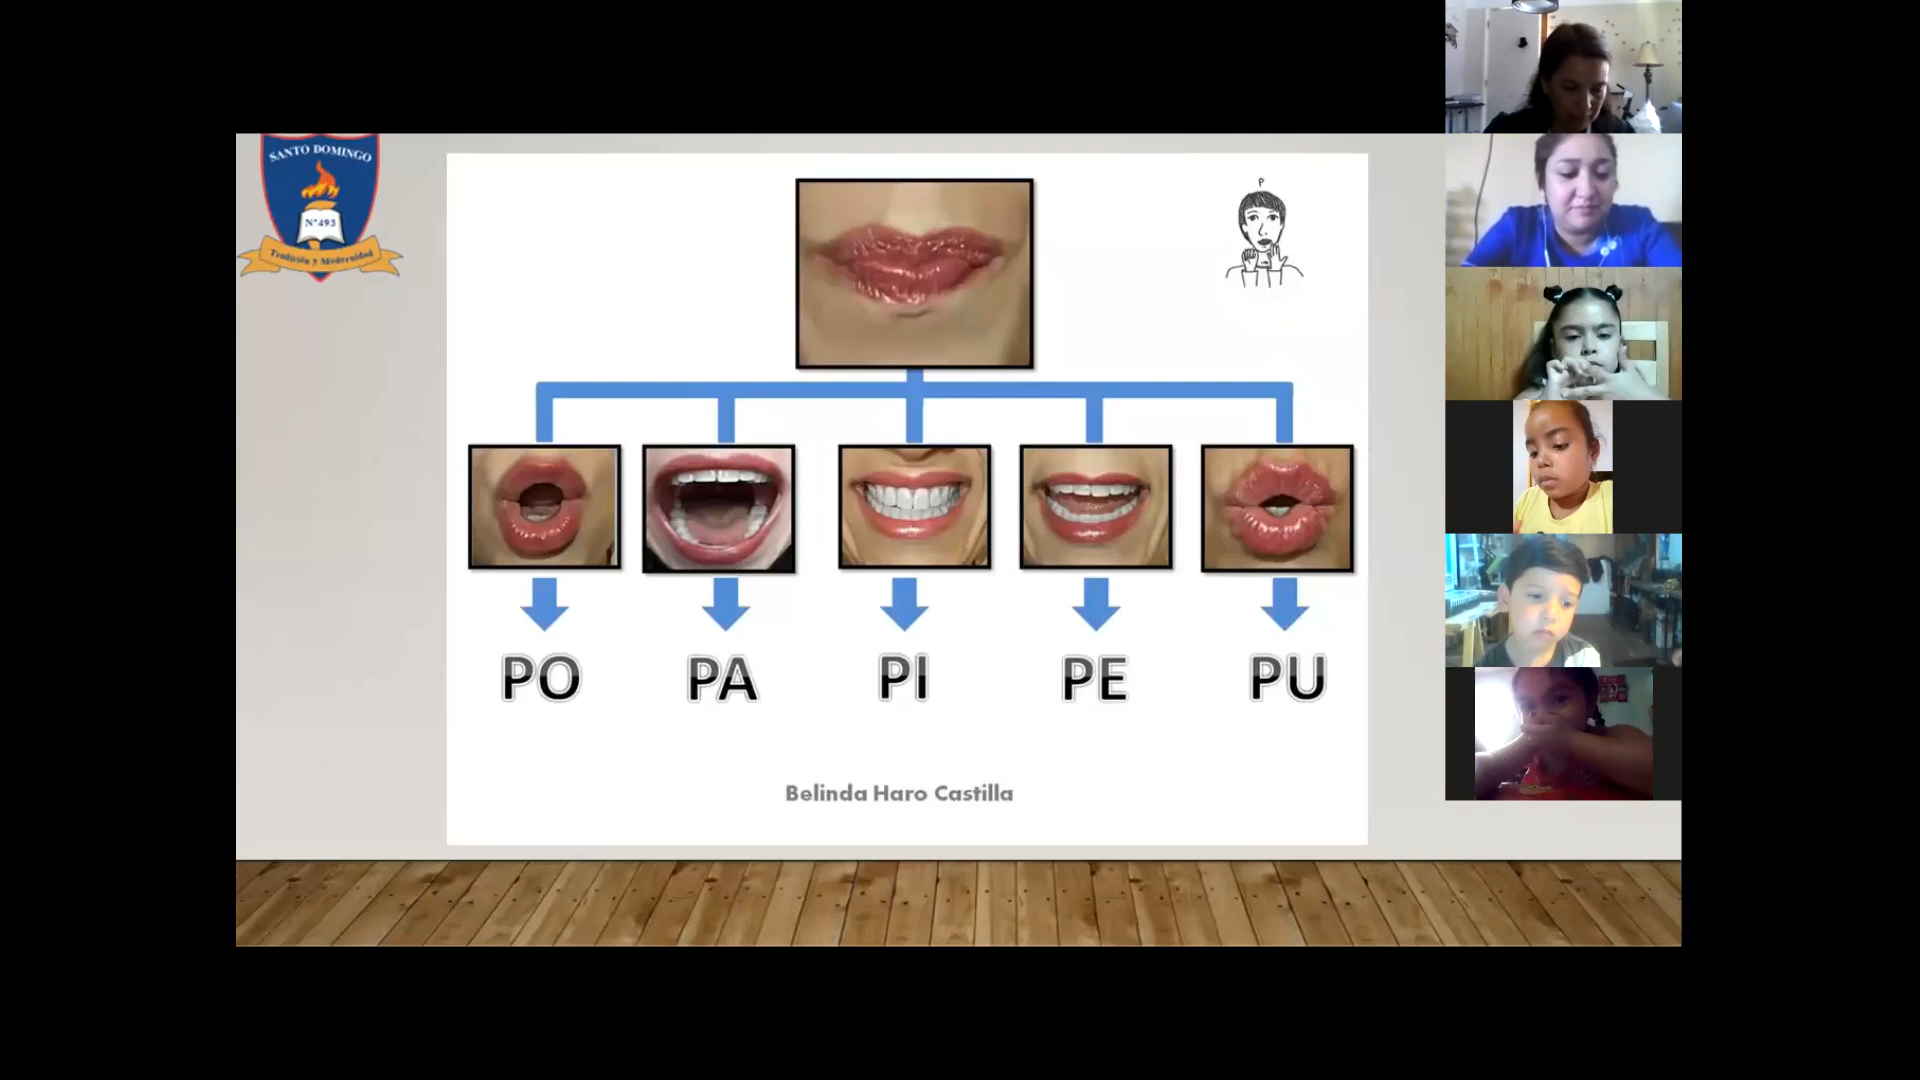 SANTO DOMINGO
N°493
Tradición y Modernidad
P
PO PA PI PE PU
Belinda Haro Castilla